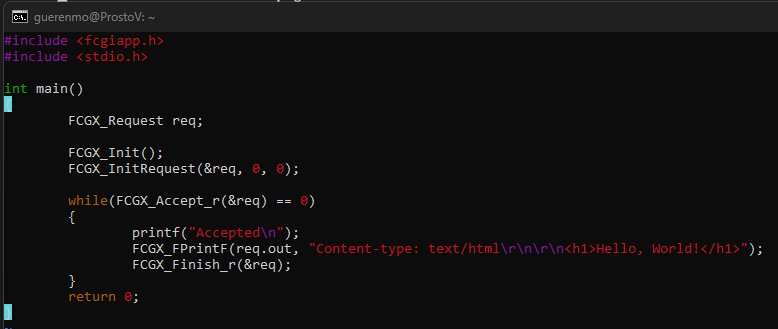 guerenmo@ProstoV: ~
#include <fcgiapp.h>
#include <stdio.h>
int main()
{
FCGX_Request req;
FCGX_Init();
FCGX_InitRequest(&req, 0, 0);
while(FCGX_Accept_r(&req) == 0)
{
printf("Accepted\n");
FCGX_FPrintF(req.out, "Content-type: text/html\r\n\r\n<h1>Hello, World!</h1>");
FCGX_Finish_r(&req);
}
return 0;
}